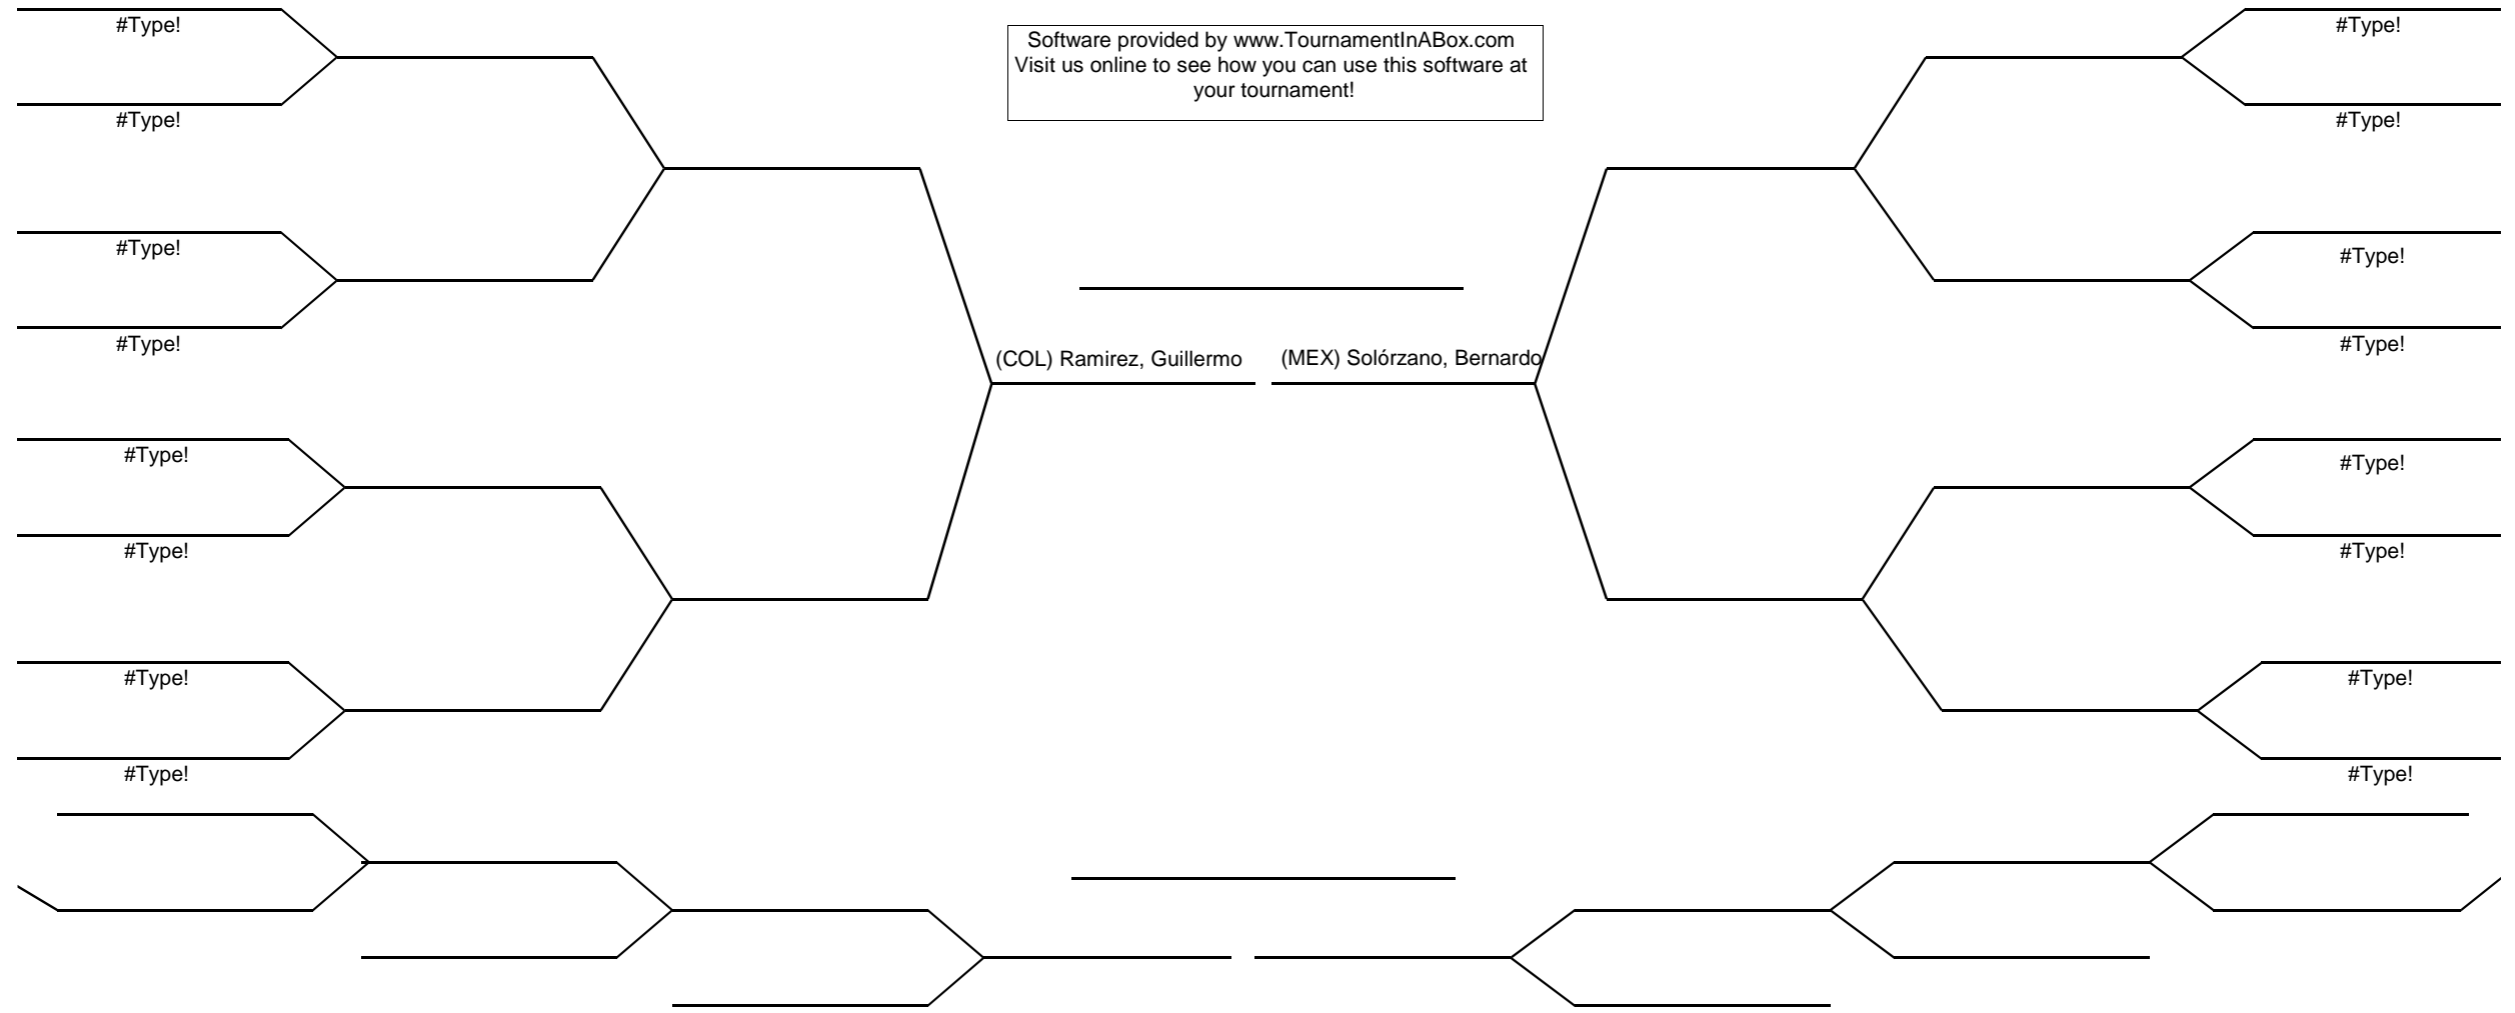 #Type!
#Type!
Software provided by www.TournamentInABox.com
Visit us online to see how you can use this software at
your tournament!
#Type!
#Type!
#Type!
#Type!
#Type!
#Type!
(COL) Ramirez, Guillermo
(MEX) Solórzano, Bernardo
#Type!
#Type!
#Type!
#Type!
#Type!
#Type!
#Type!
#Type!